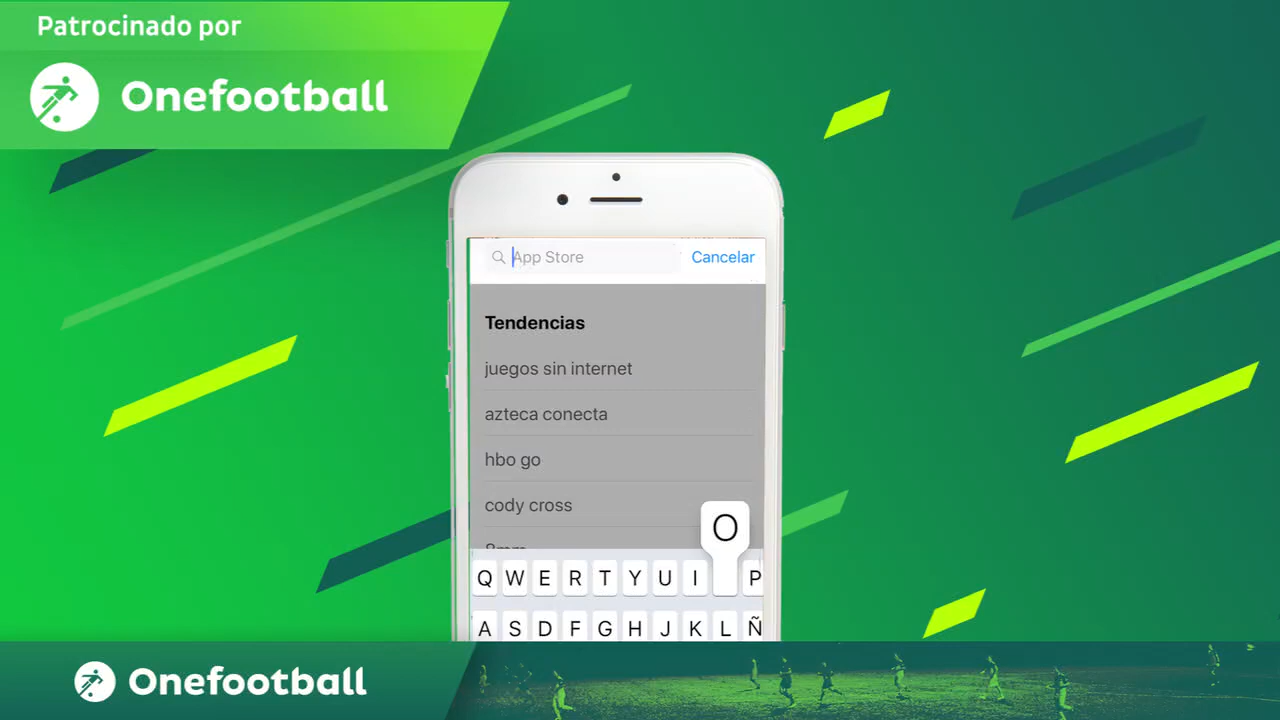 Patrocinado por
Onefootball
App Store
Cancelar
Tendencias
juegos sin internet
azteca conecta
hbo go
cody cross
O
Q W E R T Y U I P
A S D F G H J K L Ñ
Onefootball